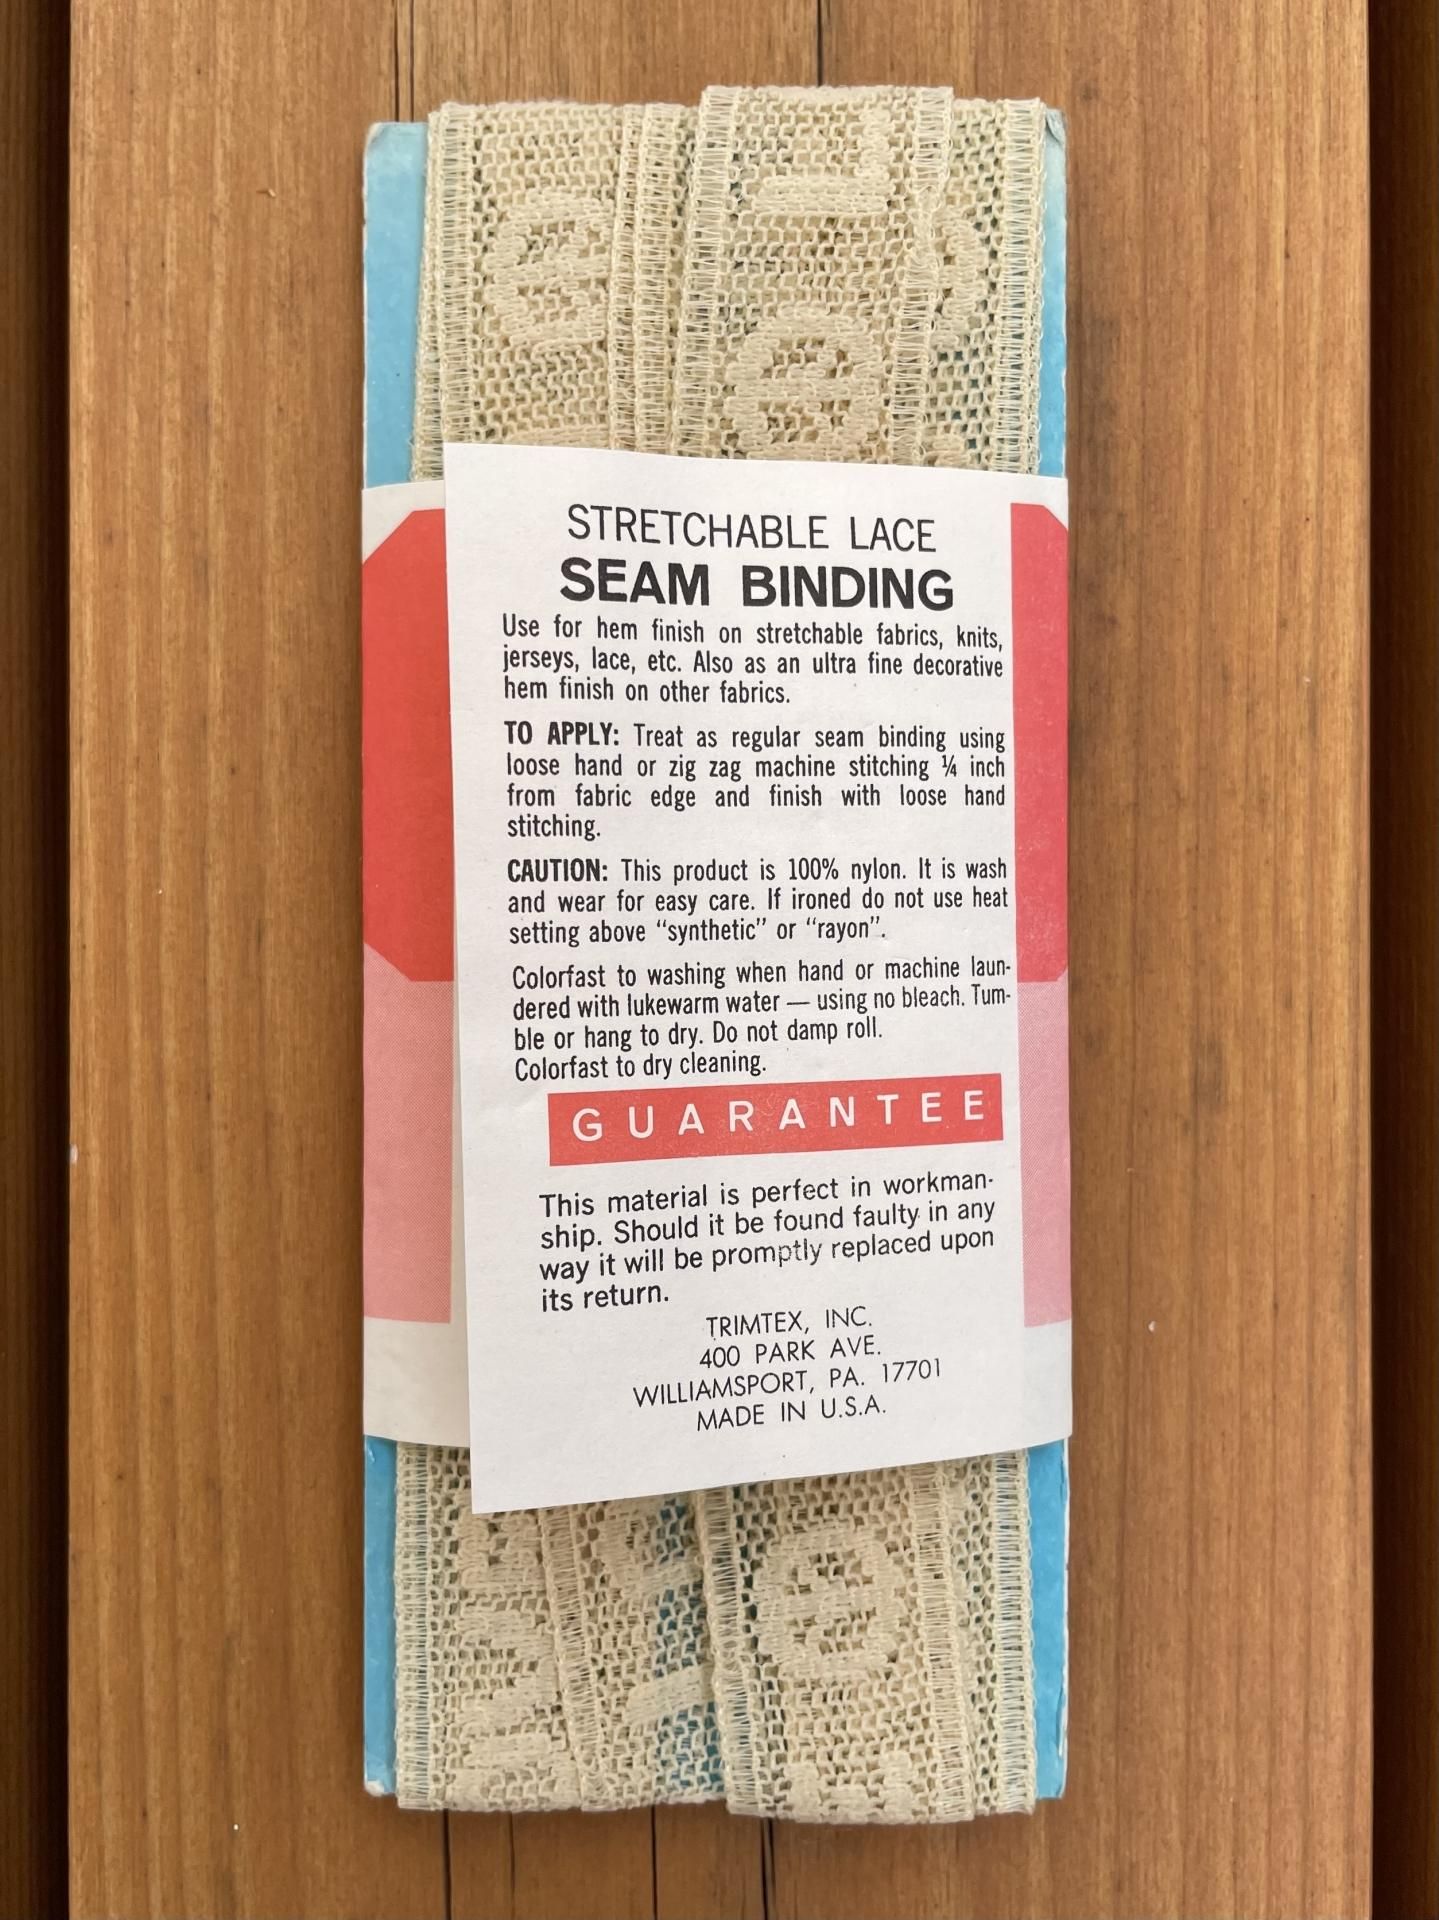 STRETCHABLE LACE
SEAM BINDING
Use for hem finish on stretchable fabrics, knits,
jerseys, lace, etc. Also as an ultra fine decorative
hem finish on other fabrics.
TO APPLY: Treat as regular seam binding using
loose hand or zig zag machine stitching ¼ inch
from fabric edge and finish with loose hand
stitching.
CAUTION: This product is 100% nylon. It is wash
and wear for easy care. If ironed do not use heat
setting above “synthetic” or “rayon”.
Colorfast to washing when hand or machine laun-
dered with lukewarm water — using no bleach. Tum-
ble or hang to dry. Do not damp roll.
Colorfast to dry cleaning.
GUARANTEE
This material is perfect in workman-
ship. Should it be found faulty in any
way it will be promptly replaced upon
its return.
TRIMTEX, INC.
400 PARK AVE.
WILLIAMSPORT, PA. 17701
MADE IN U.S.A.